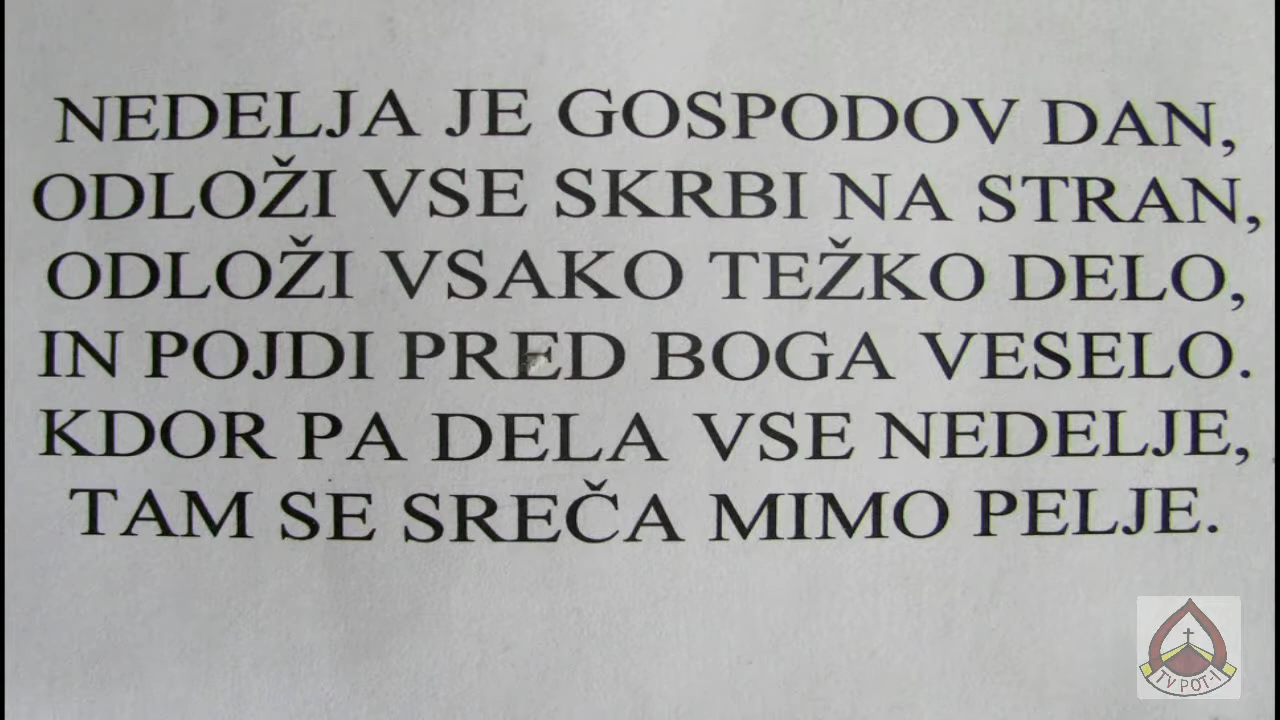 NEDELJA JE GOSPODOV DAN,
ODLOŽI VSE SKRBI NA STRAN,
ODLOŽI VSAKO TEŽKO DELO,
IN POJDI PRED BOGA VESELO.
KDOR PA DELA VSE NEDELJE,
TAM SE SREČA MIMO PELJE.
TV POT-1